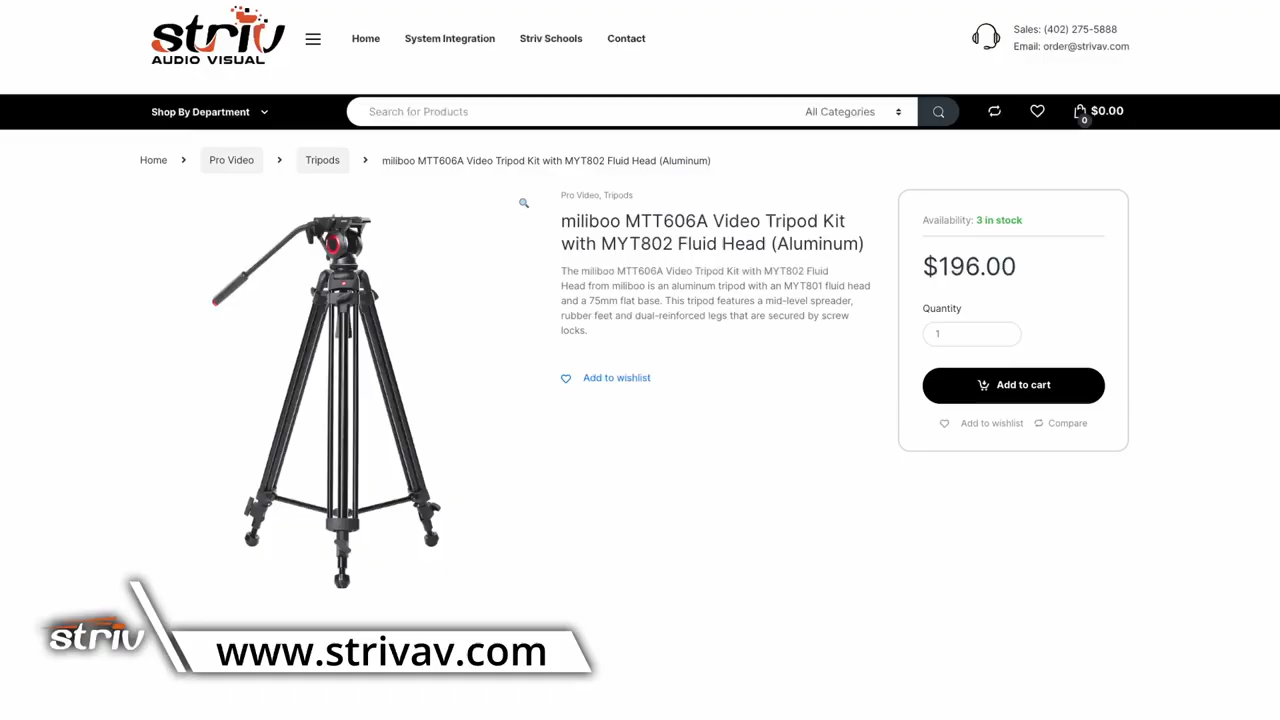 striv
AUDIO VISUAL
Home
System Integration
Striv Schools
Contact
Sales: (402) 275-5888
Email: order@strivav.com
Shop By Department
Search for Products
All Categories
0
$0.00
Home
Pro Video
Tripods
miliboo MTT606A Video Tripod Kit with MYT802 Fluid Head (Aluminum)
Pro Video, Tripods
miliboo MTT606A Video Tripod Kit
with MYT802 Fluid Head (Aluminum)
The miliboo MTT606A Video Tripod Kit with MYT802 Fluid
Head from miliboo is an aluminum tripod with an MYT801 fluid head
and a 75mm flat base. This tripod features a mid-level spreader,
rubber feet and dual-reinforced legs that are secured by screw
locks.
Add to wishlist
Availability: 3 in stock
$196.00
Quantity
1
Add to cart
Add to wishlist
Compare
striv
www.strivav.com